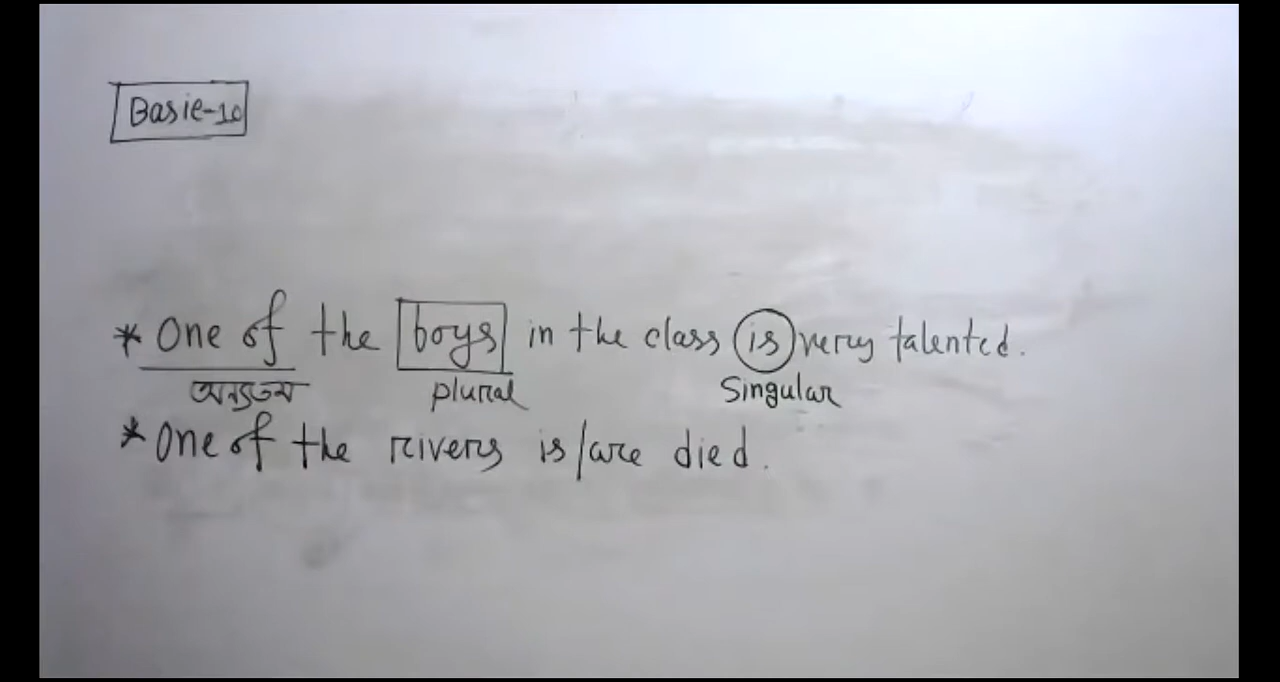 Basic-10
* One of the boys in the class is very talented.
অন্যতম plural Singular
* One of the rivers is/are died.